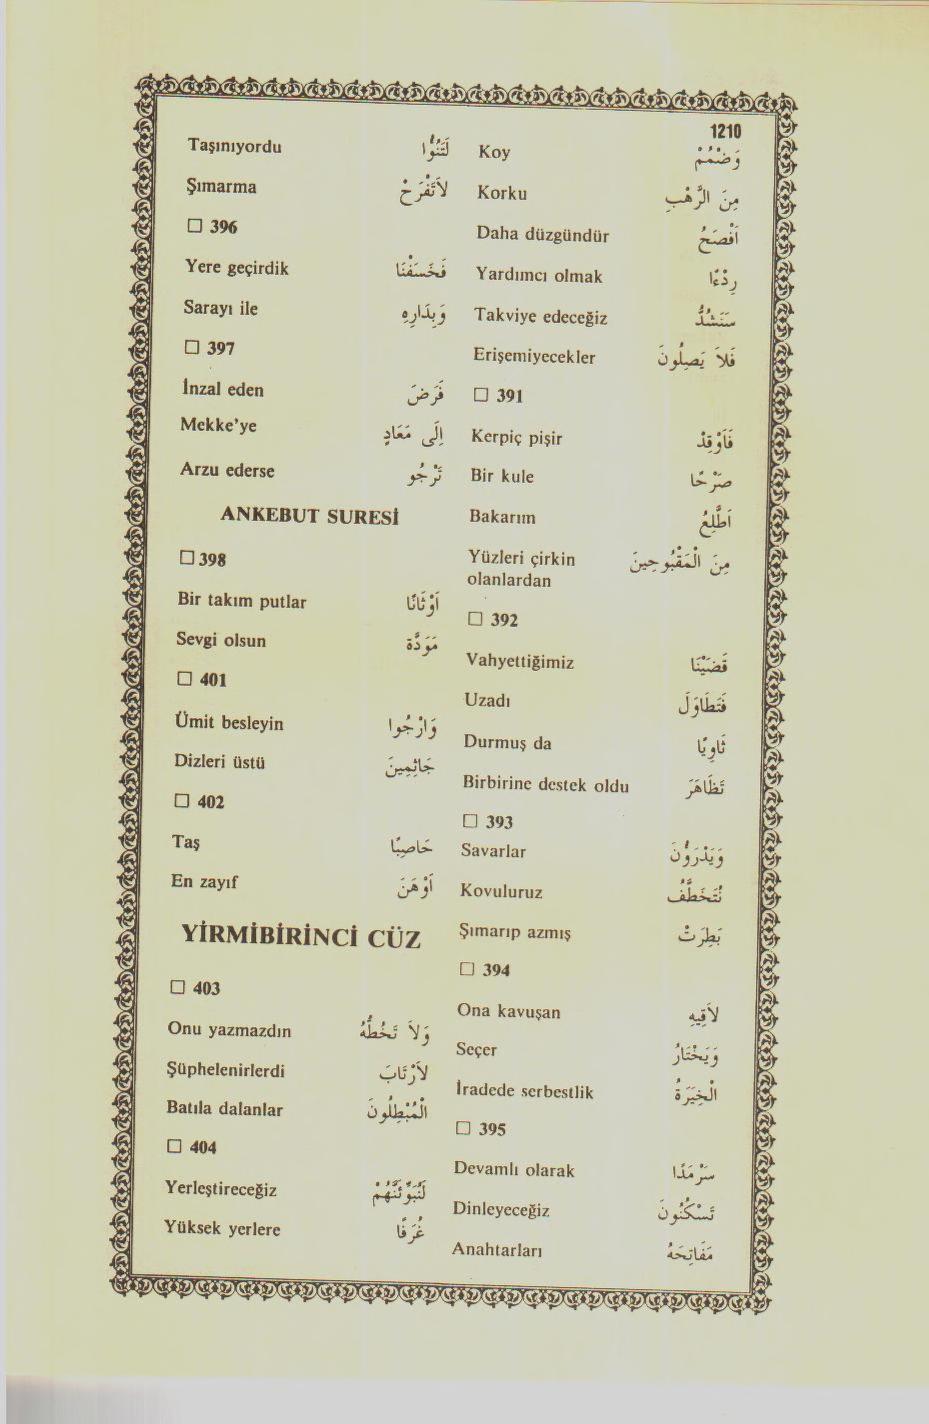 1210
Koy وَضْمُمْ
Korku مِنَ الرَّهْبِ
Daha düzgündür اَفْصَحُ
Yardımcı olmak رِدْءًا
Takviye edeceğiz سَنَشُدُّ
Erişemiyecekler فَلاَ يَصِلُونَ
□ 391
Kerpiç pişir فَاَوْقِدْ
Bir kule صَرْحًا
Bakarım اَطَّلِعُ
Yüzleri çirkin مِنَ الْمَقْبُوحِينَ
olanlardan
□ 392
Vahyettiğimiz قَضَيْنَا
Uzadı فَتَطَاوَلَ
Durmuş da ثَاوِيًا
Birbirine destek oldu تَظَاهَرَ
□ 393
Savarlar وَيَدْرَؤُنَ
Kovuluruz نُتَخَطَّفْ
Şımarıp azmış بَطِرَتْ
□ 394
Ona kavuşan لاَقِيهِ
Seçer وَيَخْتَارُ
İradede serbestlik الْخِيَرَةُ
□ 395
Devamlı olarak سَرْمَدًا
Dinleyeceğiz تَسْكُنُونَ
Anahtarları مَفَاتِحَهُ
Taşınıyordu لَتَنُوُا
Şımarma لاَتَفْرَحْ
□ 396
Yere geçirdik فَخَسَفْنَا
Sarayı ile وَبِدَارِهِ
□ 397
İnzal eden فَرَضَ
Mekke'ye اِلَى مَعَادٍ
Arzu ederse تَرْجُو
ANKEBUT SURESİ
□ 398
Bir takım putlar اَوْثَانًا
Sevgi olsun مَوَدَّةَ
□ 401
Ümit besleyin وَارْجُوا
Dizleri üstü جَاثِمِينَ
□ 402
Taş حَاصِبًا
En zayıf اَوْهَنَ
YİRMİBİRİNCİ CÜZ
□ 403
Onu yazmazdın وَلاَ تَخُطُّهُ
Şüphelenirlerdi لاَرْتَابَ
Batıla dalanlar الْمُبْطِلُونَ
□ 404
Yerleştireceğiz لَنُبَوِّئَنَّهُمْ
Yüksek yerlere غُرَفًا